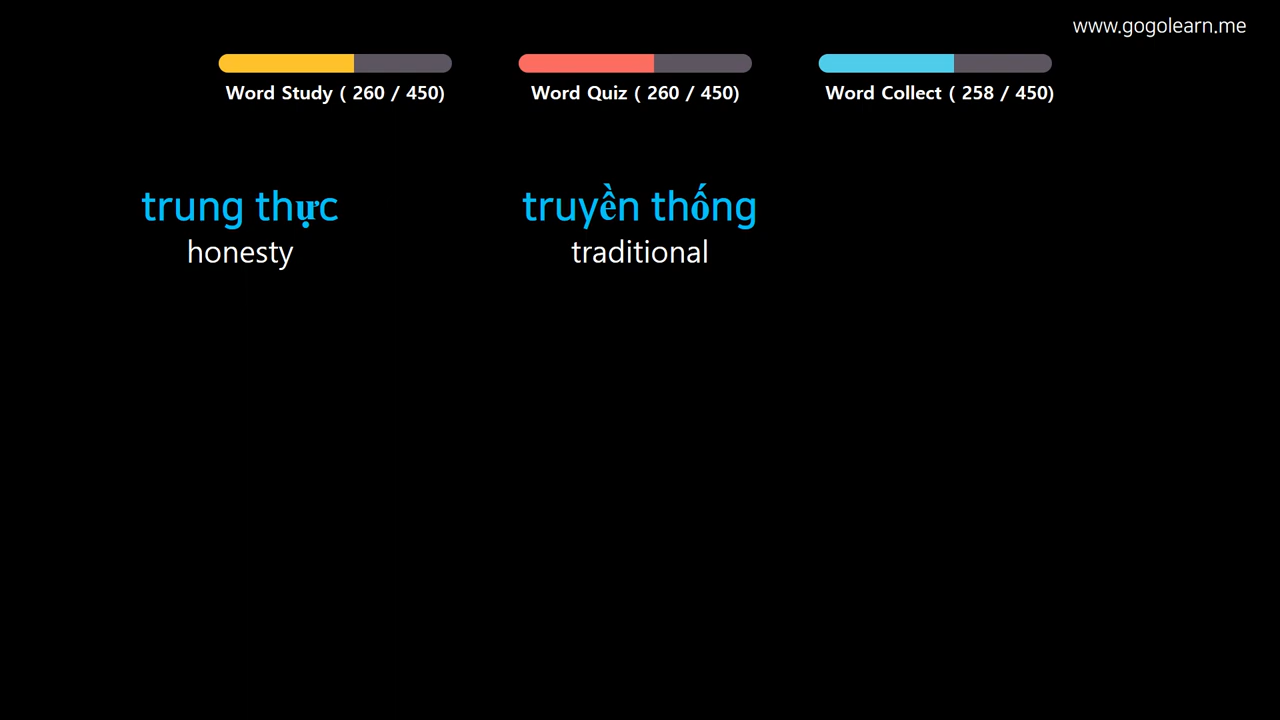 www.gogolearn.me
Word Study ( 260 / 450)
Word Quiz ( 260 / 450)
Word Collect ( 258 / 450)
trung thực
honesty
truyền thống
traditional